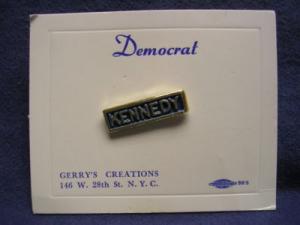 Democrat
KENNEDY
GERRY'S CREATIONS
146 W. 28th St. N. Y. C.